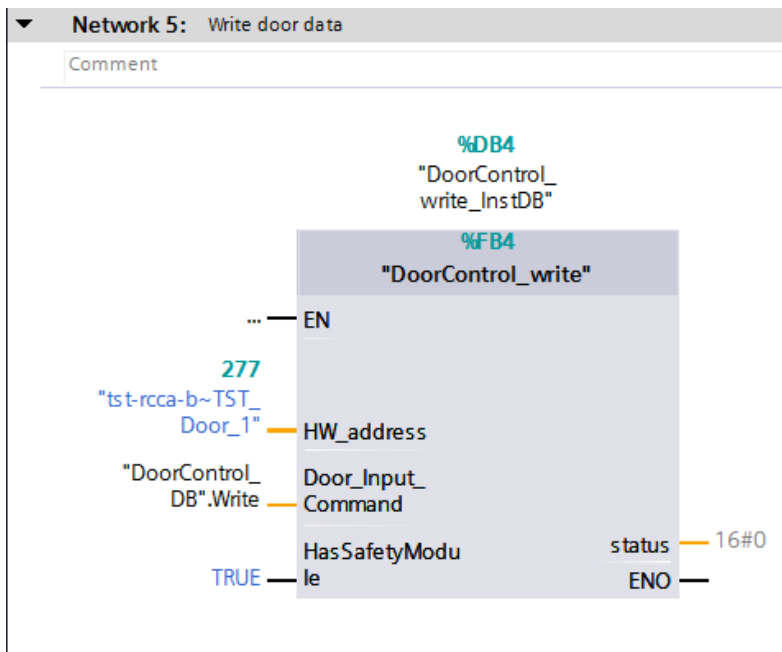 Network 5: Write door data
Comment
%DB4
"DoorControl_
write_InstDB"
%FB4
"DoorControl_write"
... EN
277
"tst-rcca-b~TST_
Door_1"
HW_address
"DoorControl_
DB".Write
Door_Input_
Command
HasSafetyModu
le
TRUE
status
16#0
ENO